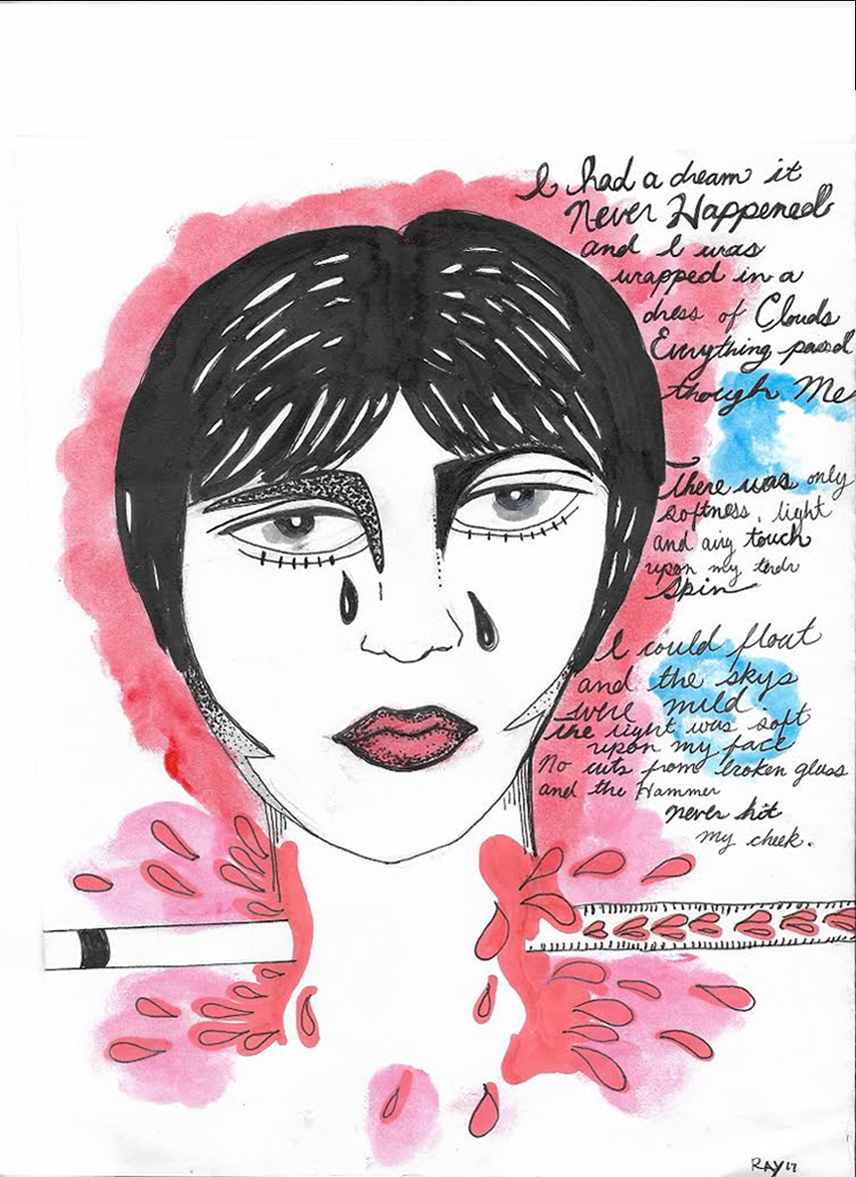 I had a dream it
Never Happened
and I was
wrapped in a
dress of Clouds
Everything passed
though Me
There was only
softness, light
and airy touch
upon my
Spin
I could float
and the skys
were mild.
the light was soft
upon my face
No cuts from broken glass
and the Hammer
never hit
my cheek.
RAY17